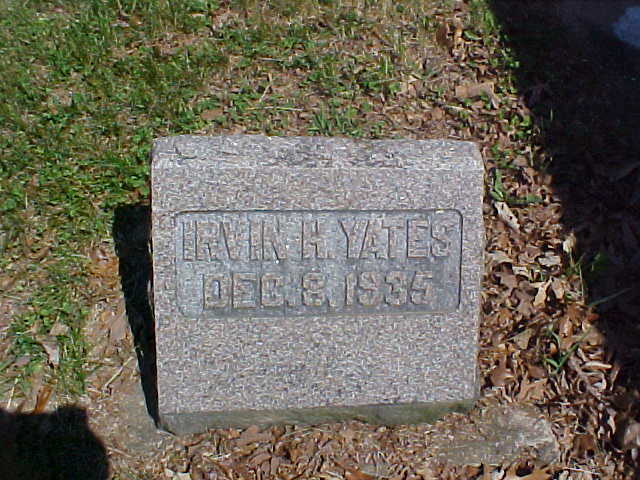 IRVIN H. YATES
DEC. 8, 1935